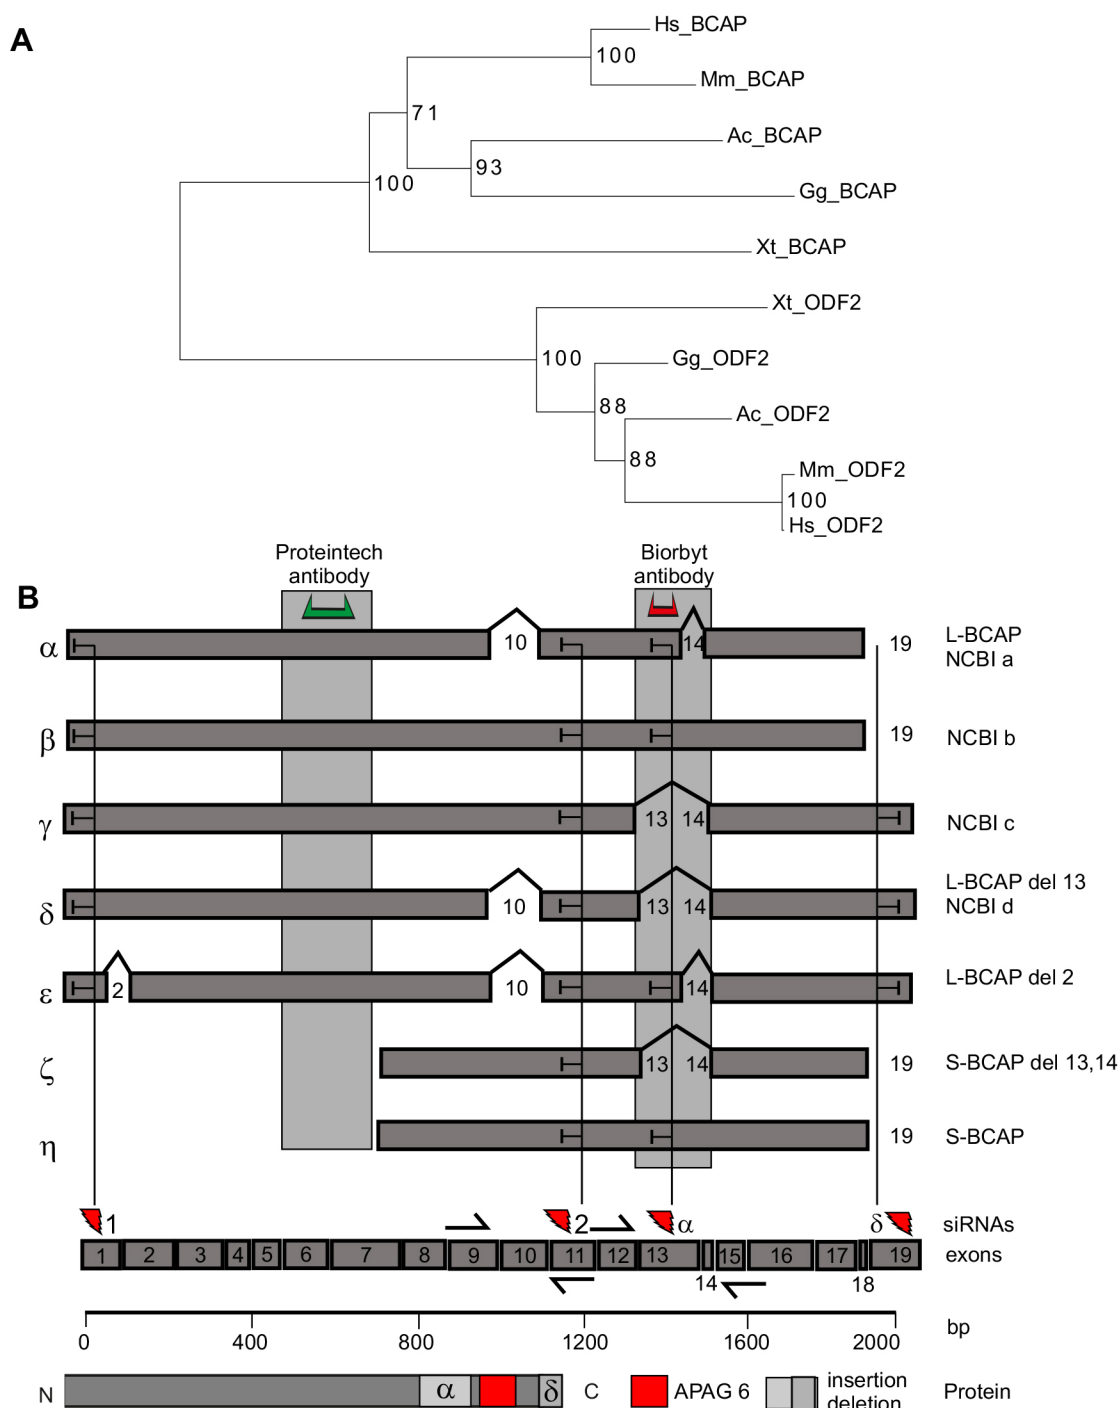 A
Hs_BCAP
100
Mm_BCAP
71
Ac_BCAP
93
Gg_BCAP
100
Xt_BCAP
Xt_ODF2
100
Gg_ODF2
88
Ac_ODF2
88
Mm_ODF2
100
Hs_ODF2
B
Proteintech
antibody
Biorbyt
antibody
α 10 14 19 L-BCAP
NCBI a
β 19 NCBI b
γ 13 14 NCBI c
δ 10 13 14 L-BCAP del 13
NCBI d
ε 2 10 14 L-BCAP del 2
ζ 13 14 19 S-BCAP del 13,14
η 19 S-BCAP
1 2 α δ siRNAs
1 2 3 4 5 6 7 8 9 10 11 12 13 15 16 17 19 exons
14 18
0 400 800 1200 1600 2000 bp
N α δ C APAG 6 insertion
deletion
Protein